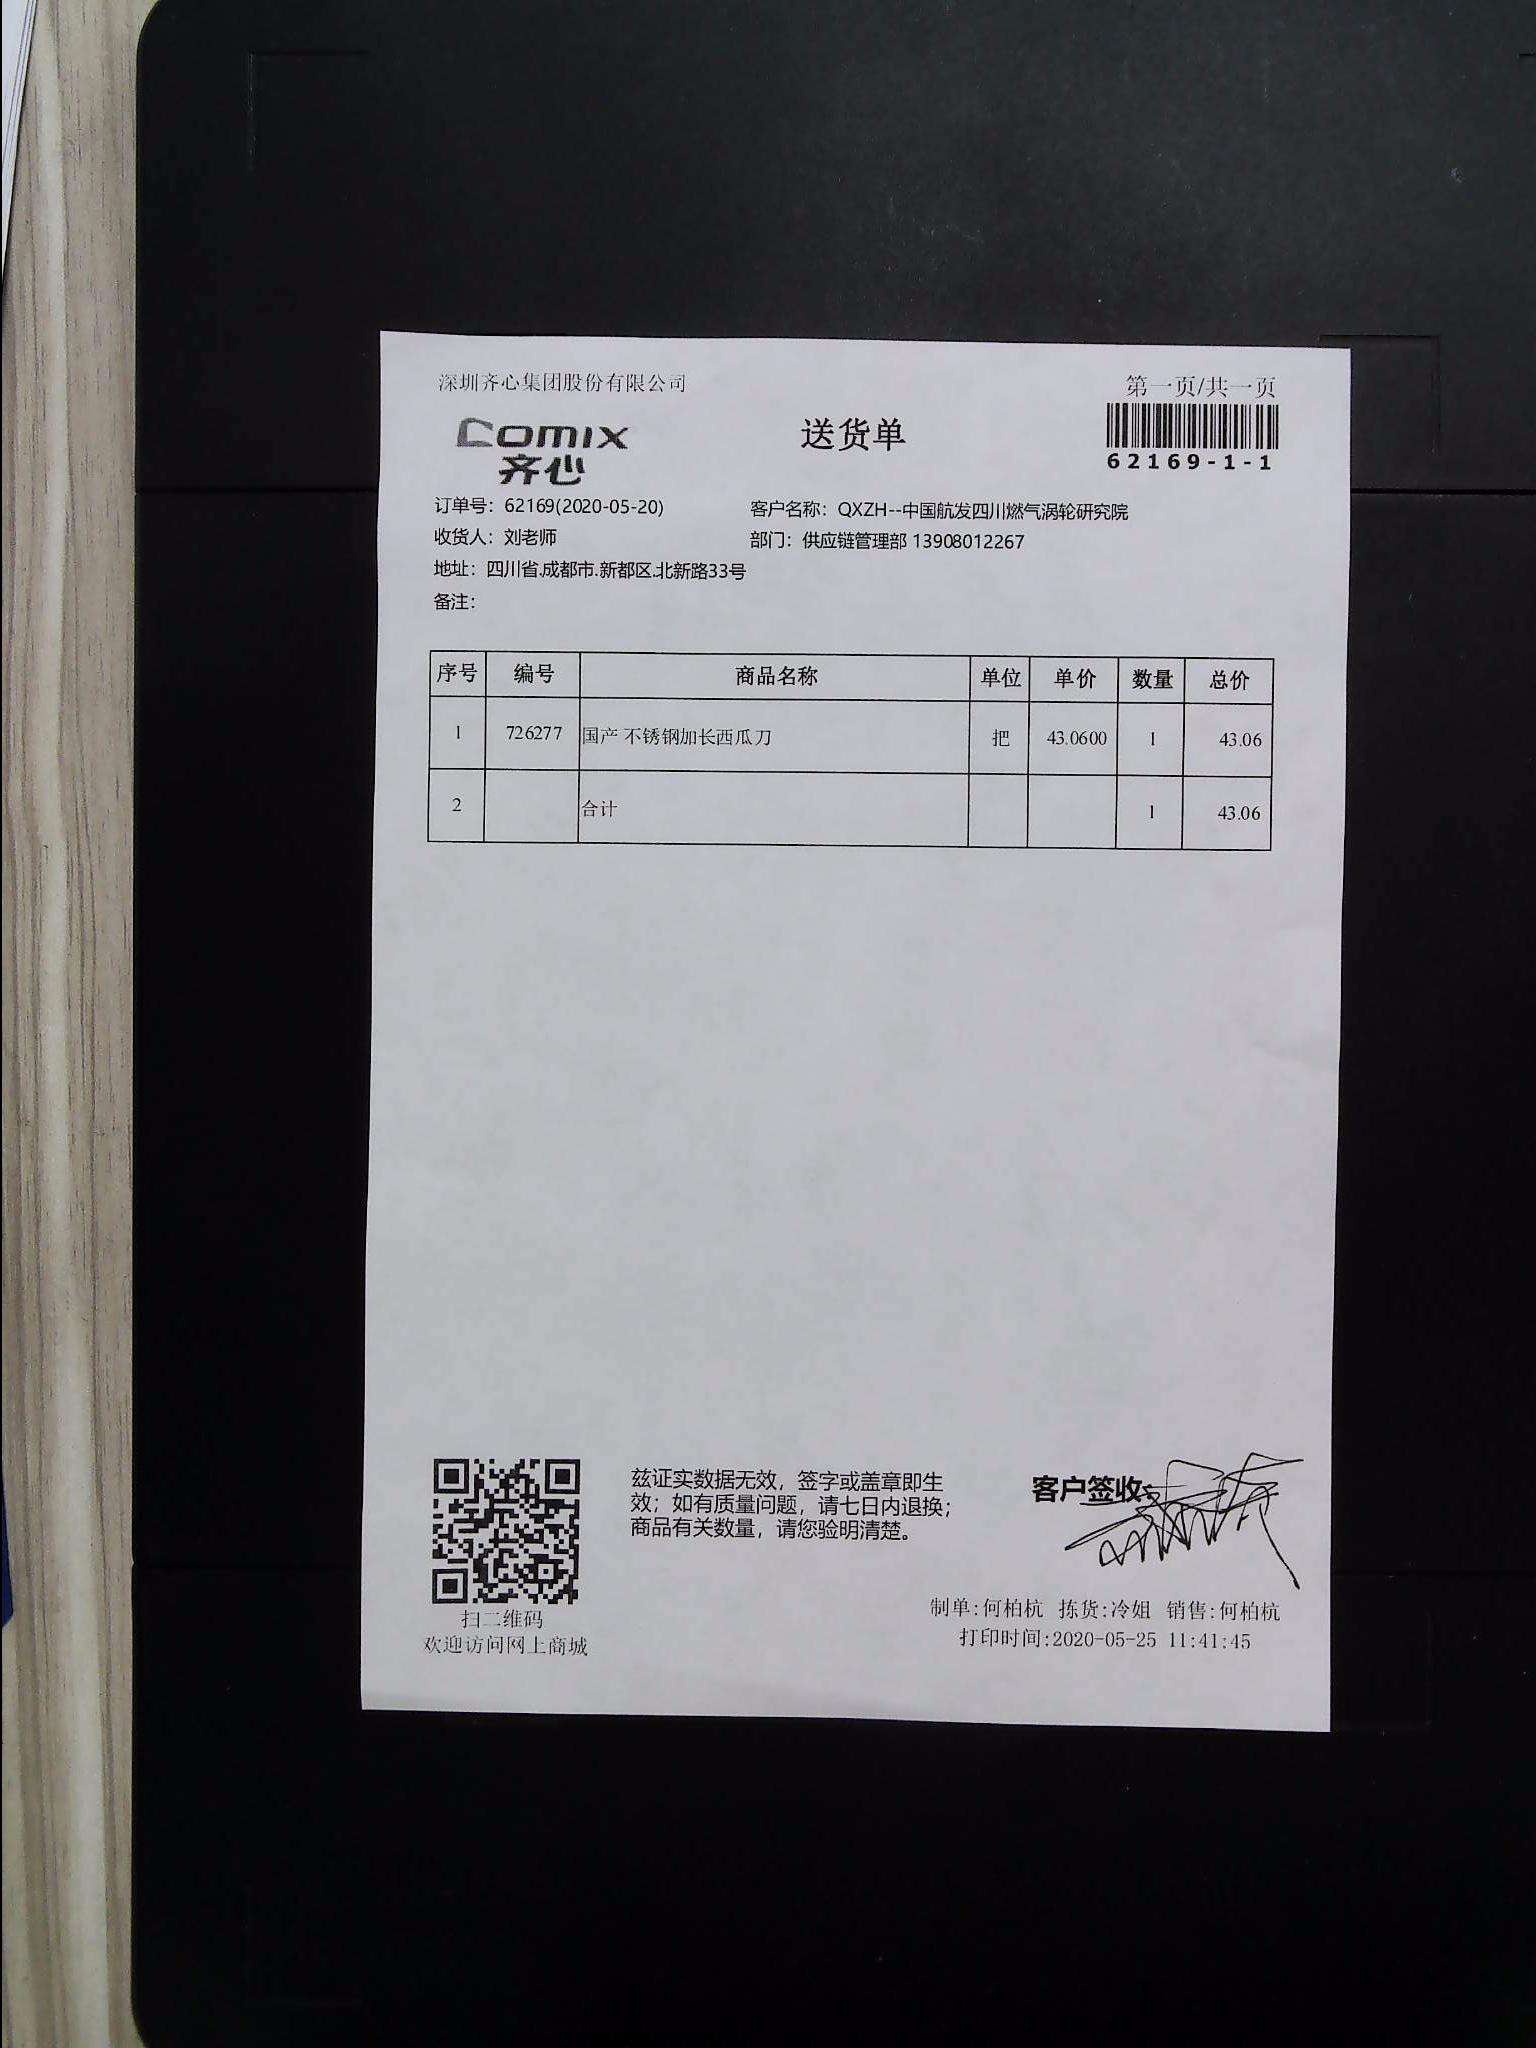 深圳齐心集团股份有限公司
第一页/共一页
comix
齐心
送货单
62169-1-1
订单号：62169(2020-05-20)
客户名称：QXZH--中国航发四川燃气涡轮研究院
收货人：刘老师
部门：供应链管理部 13908012267
地址：四川省.成都市.新都区.北新路33号
备注：
序号 编号 商品名称 单位 单价 数量 总价
1 726277 国产 不锈钢加长西瓜刀 把 43.0600 1 43.06
2 合计 1 43.06
兹证实数据无效，签字或盖章即生
效；如有质量问题，请七日内退换；
商品有关数量，请您验明清楚。
客户签收:
扫二维码
欢迎访问网上商城
制单:何柏杭 拣货:冷姐 销售:何柏杭
打印时间:2020-05-25 11:41:45